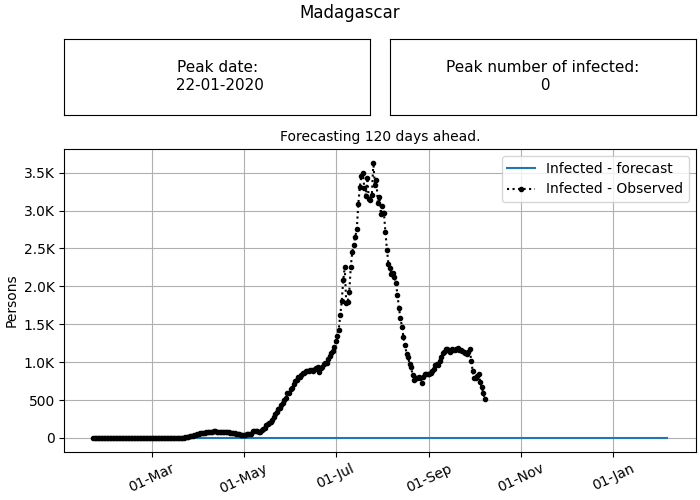 Madagascar
Peak date:
22-01-2020
Peak number of infected:
0
Forecasting 120 days ahead.
Infected - forecast
Infected - Observed
Persons
3.5K
3.0K
2.5K
2.0K
1.5K
1.0K
500
0
01-Mar
01-May
01-Jul
01-Sep
01-Nov
01-Jan